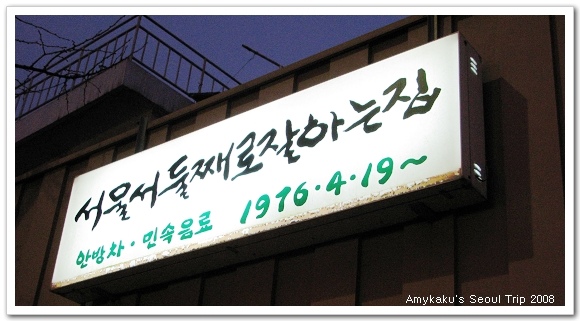 서울서둘째로잘하는집
안방차·민속음료 1976·4·19~
Amykaku's Seoul Trip 2008